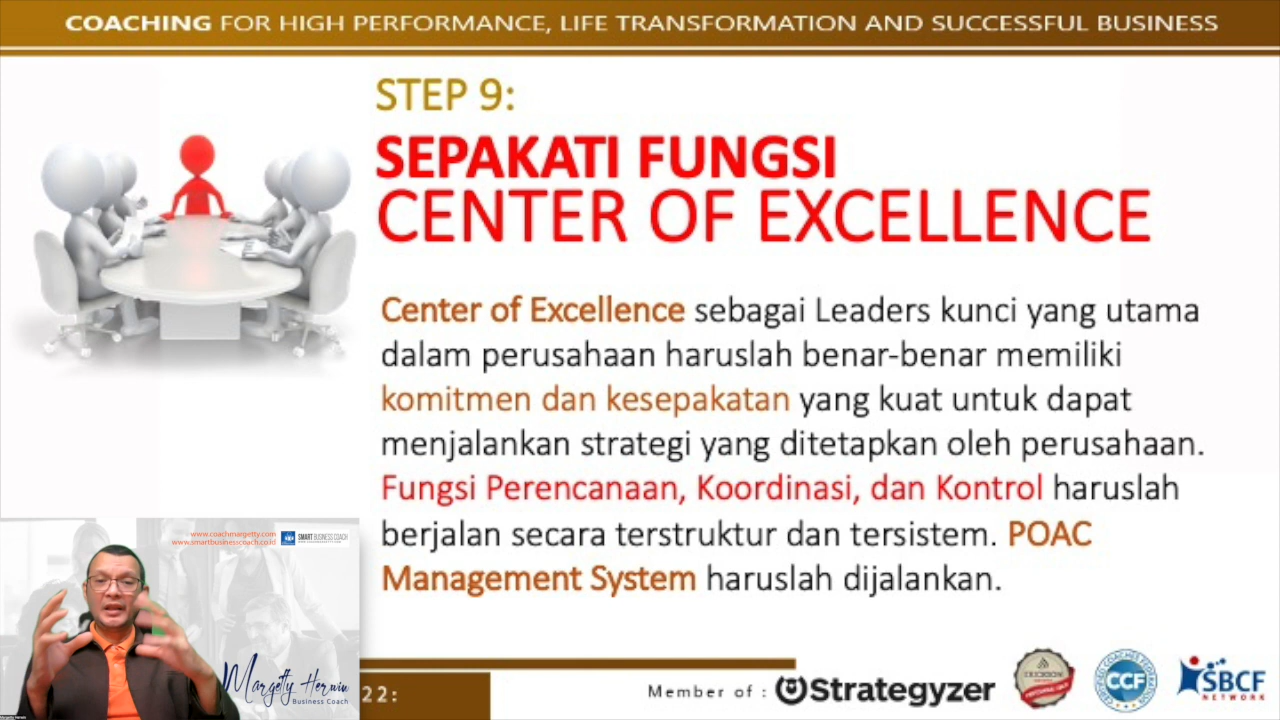 COACHING FOR HIGH PERFORMANCE, LIFE TRANSFORMATION AND SUCCESSFUL BUSINESS
STEP 9:
SEPAKATI FUNGSI
CENTER OF EXCELLENCE
Center of Excellence sebagai Leaders kunci yang utama
dalam perusahaan haruslah benar-benar memiliki
komitmen dan kesepakatan yang kuat untuk dapat
menjalankan strategi yang ditetapkan oleh perusahaan.
Fungsi Perencanaan, Koordinasi, dan Kontrol haruslah
berjalan secara terstruktur dan tersistem. POAC
Management System haruslah dijalankan.
www.coachmargetty.com
www.smartbusinesscoach.co.id
SMART BUSINESS COACH
Margetty Herwin
Business Coach
22:
Member of :
Strategyzer
CCF
SBCF
NETWORK